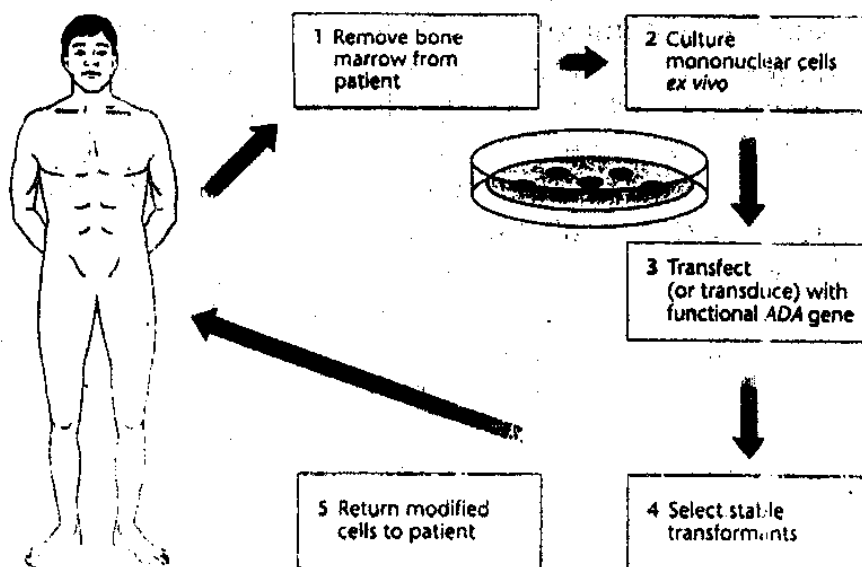 1 Remove bone
marrow from
patient
2 Culture
mononuclear cells
ex vivo
3 Transfect
(or transduce) with
functional ADA gene
4 Select stable
transformants
5 Return modified
cells to patient